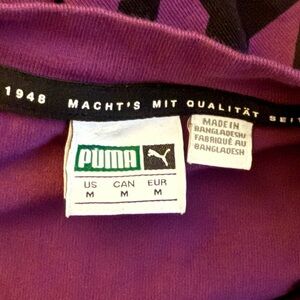 1948 MACHT'S MIT QUALITÄT SEIT
PUMA
US CAN EUR
M M M
MADE IN
BANGLADESH/
FABRIQUÉ AU
BANGLADESH